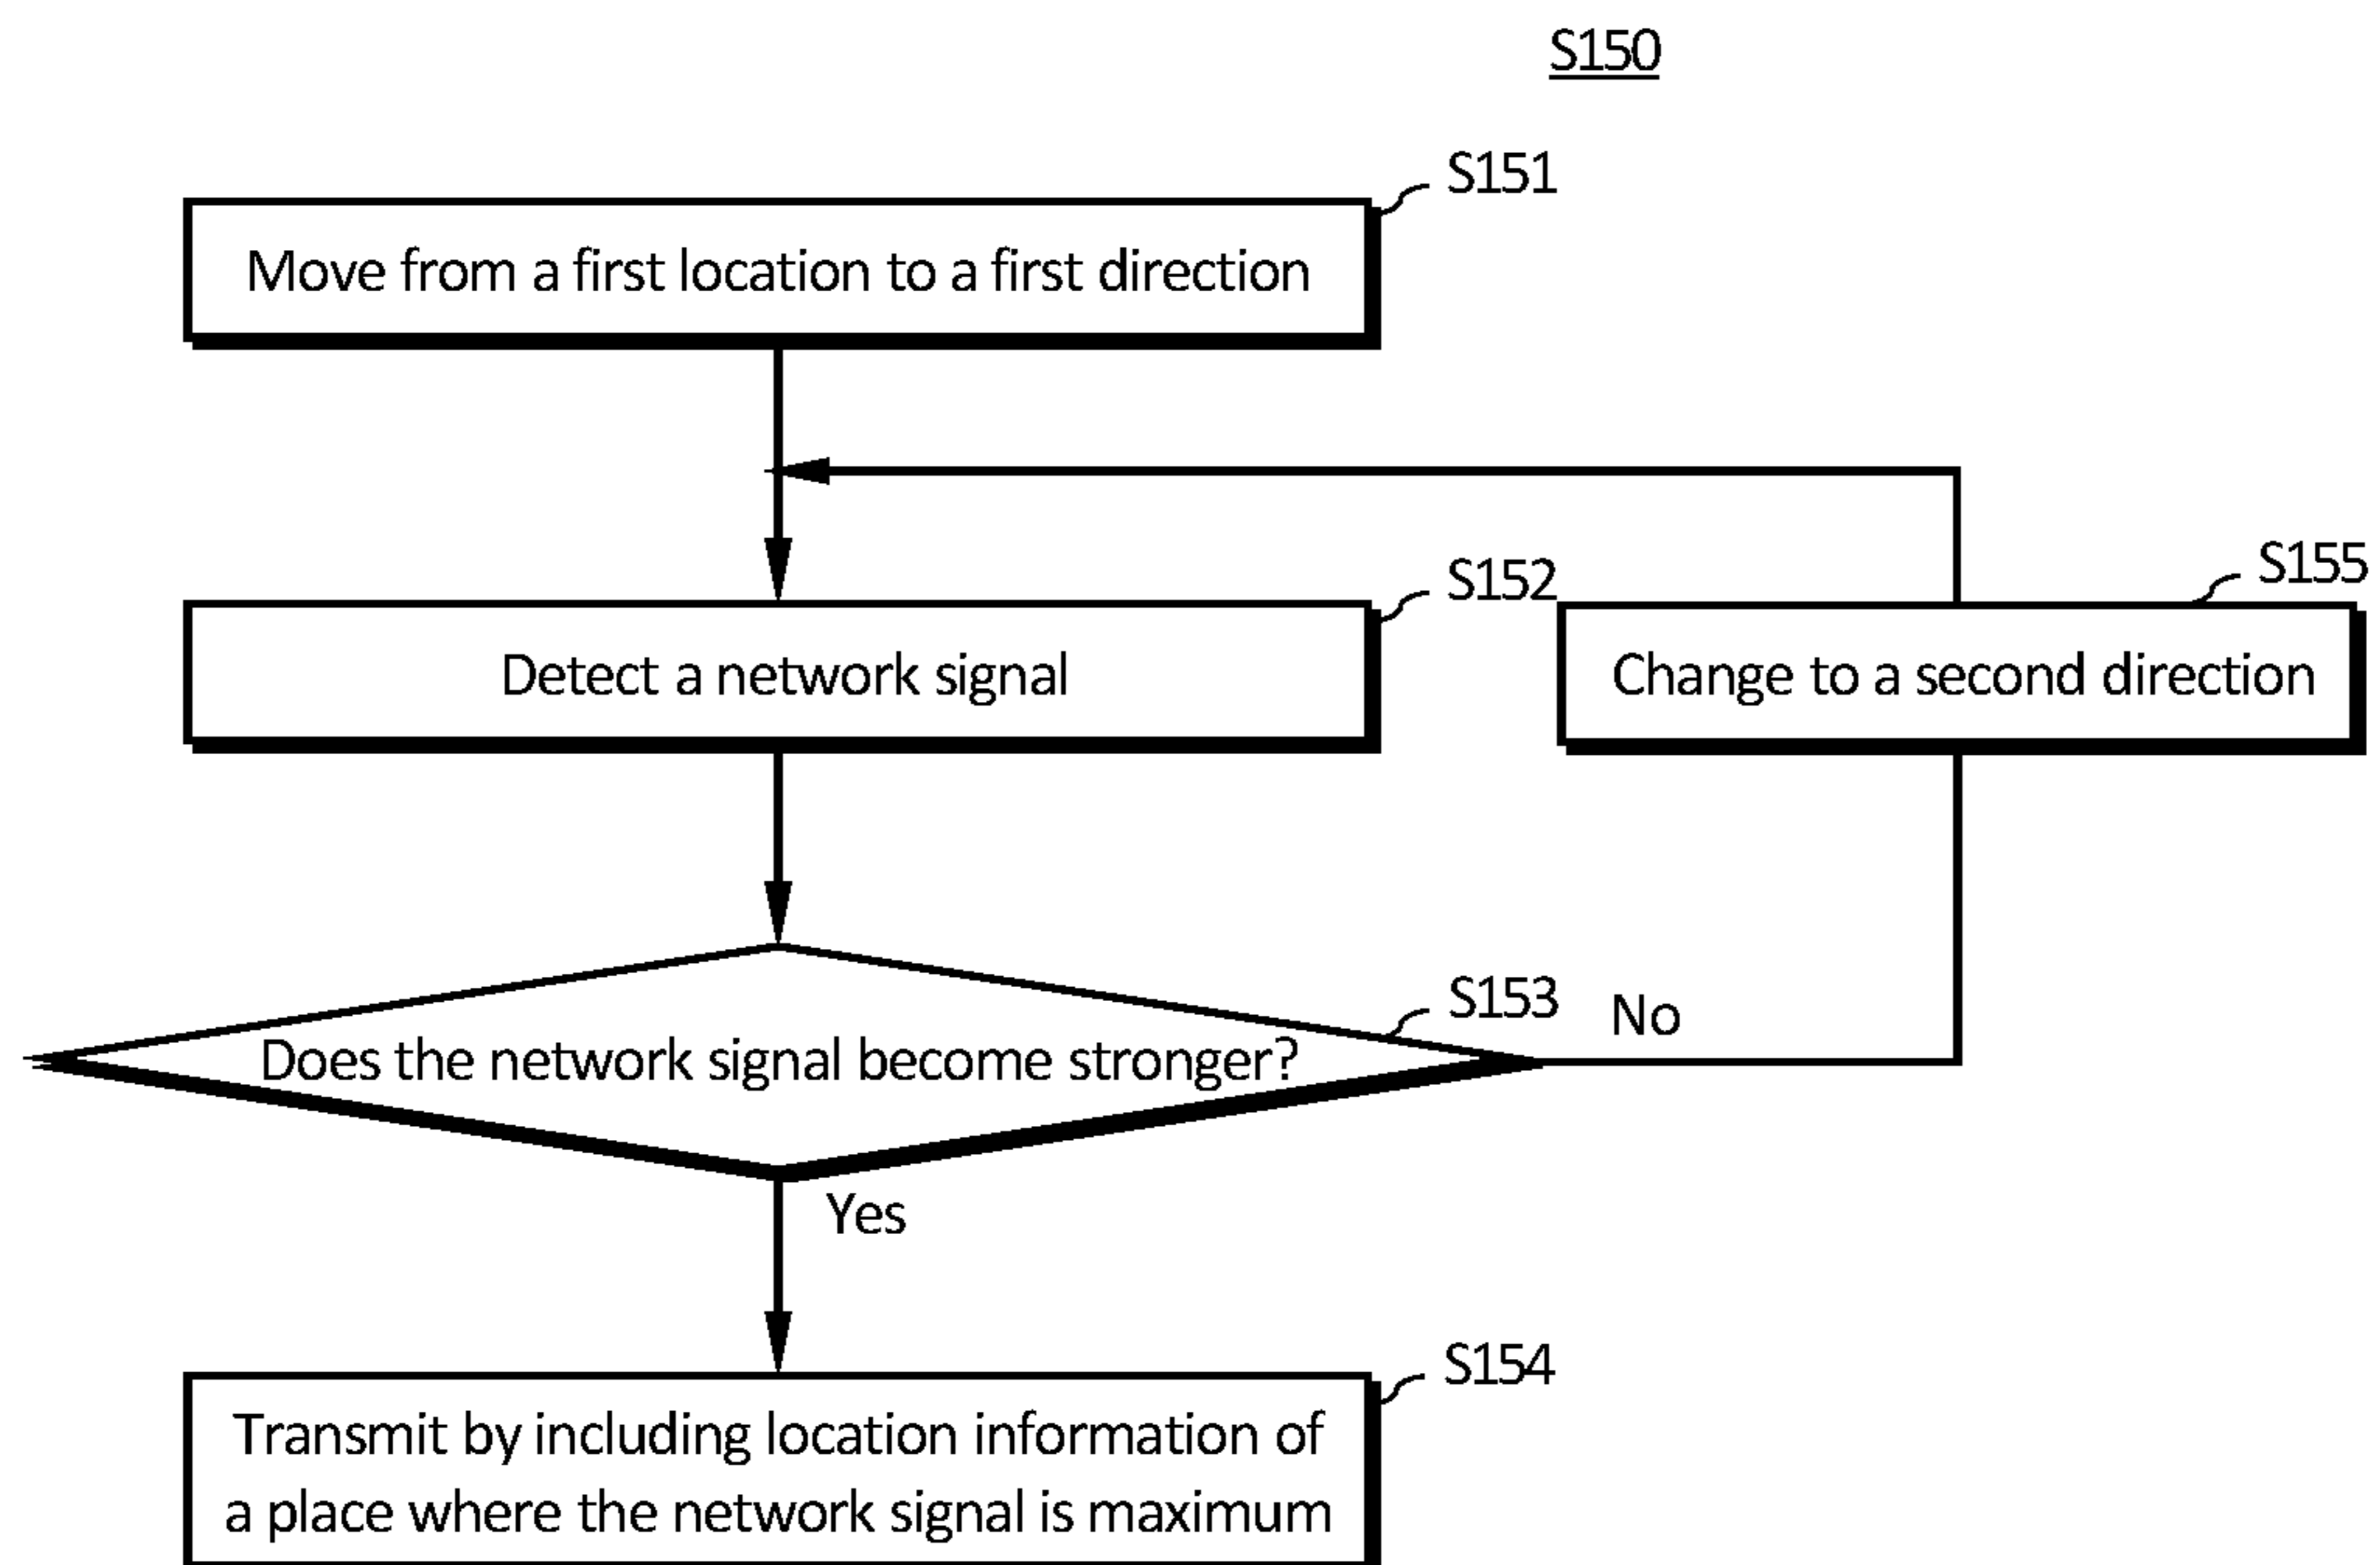 S150
S151
Move from a first location to a first direction
S152
Detect a network signal
S155
Change to a second direction
S153
Does the network signal become stronger?
No
Yes
S154
Transmit by including location information of
a place where the network signal is maximum